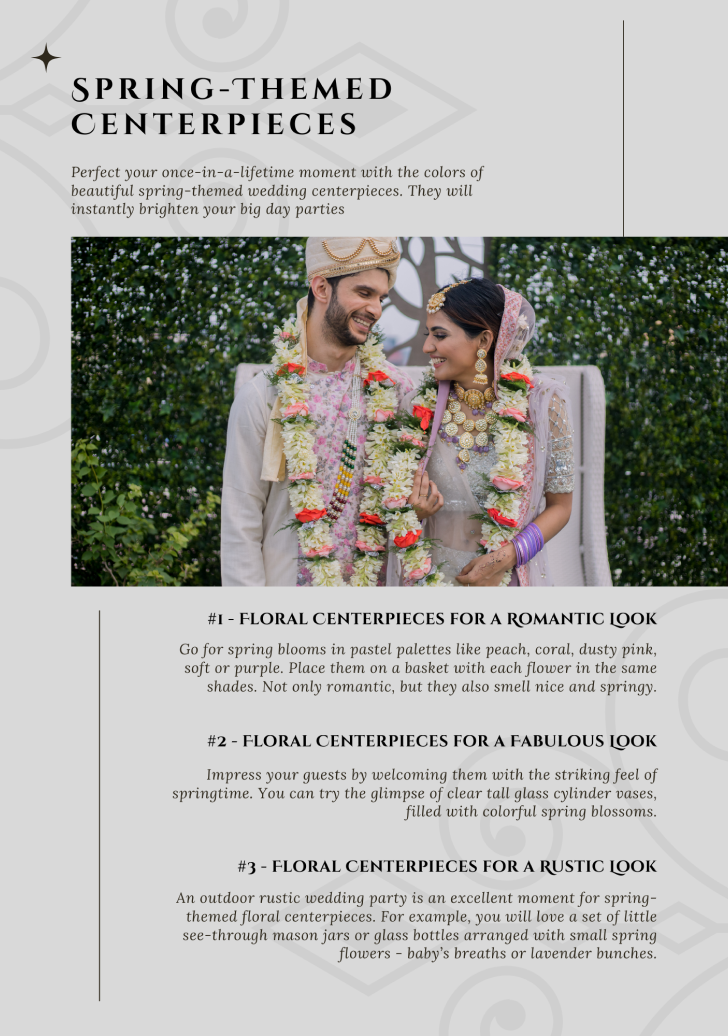 Spring-Themed
Centerpieces
Perfect your once-in-a-lifetime moment with the colors of
beautiful spring-themed wedding centerpieces. They will
instantly brighten your big day parties
#1 - Floral Centerpieces for a Romantic Look
Go for spring blooms in pastel palettes like peach, coral, dusty pink,
soft or purple. Place them on a basket with each flower in the same
shades. Not only romantic, but they also smell nice and springy.
#2 - Floral Centerpieces for a Fabulous Look
Impress your guests by welcoming them with the striking feel of
springtime. You can try the glimpse of clear tall glass cylinder vases,
filled with colorful spring blossoms.
#3 - Floral Centerpieces for a Rustic Look
An outdoor rustic wedding party is an excellent moment for spring-
themed floral centerpieces. For example, you will love a set of little
see-through mason jars or glass bottles arranged with small spring
flowers - baby's breaths or lavender bunches.